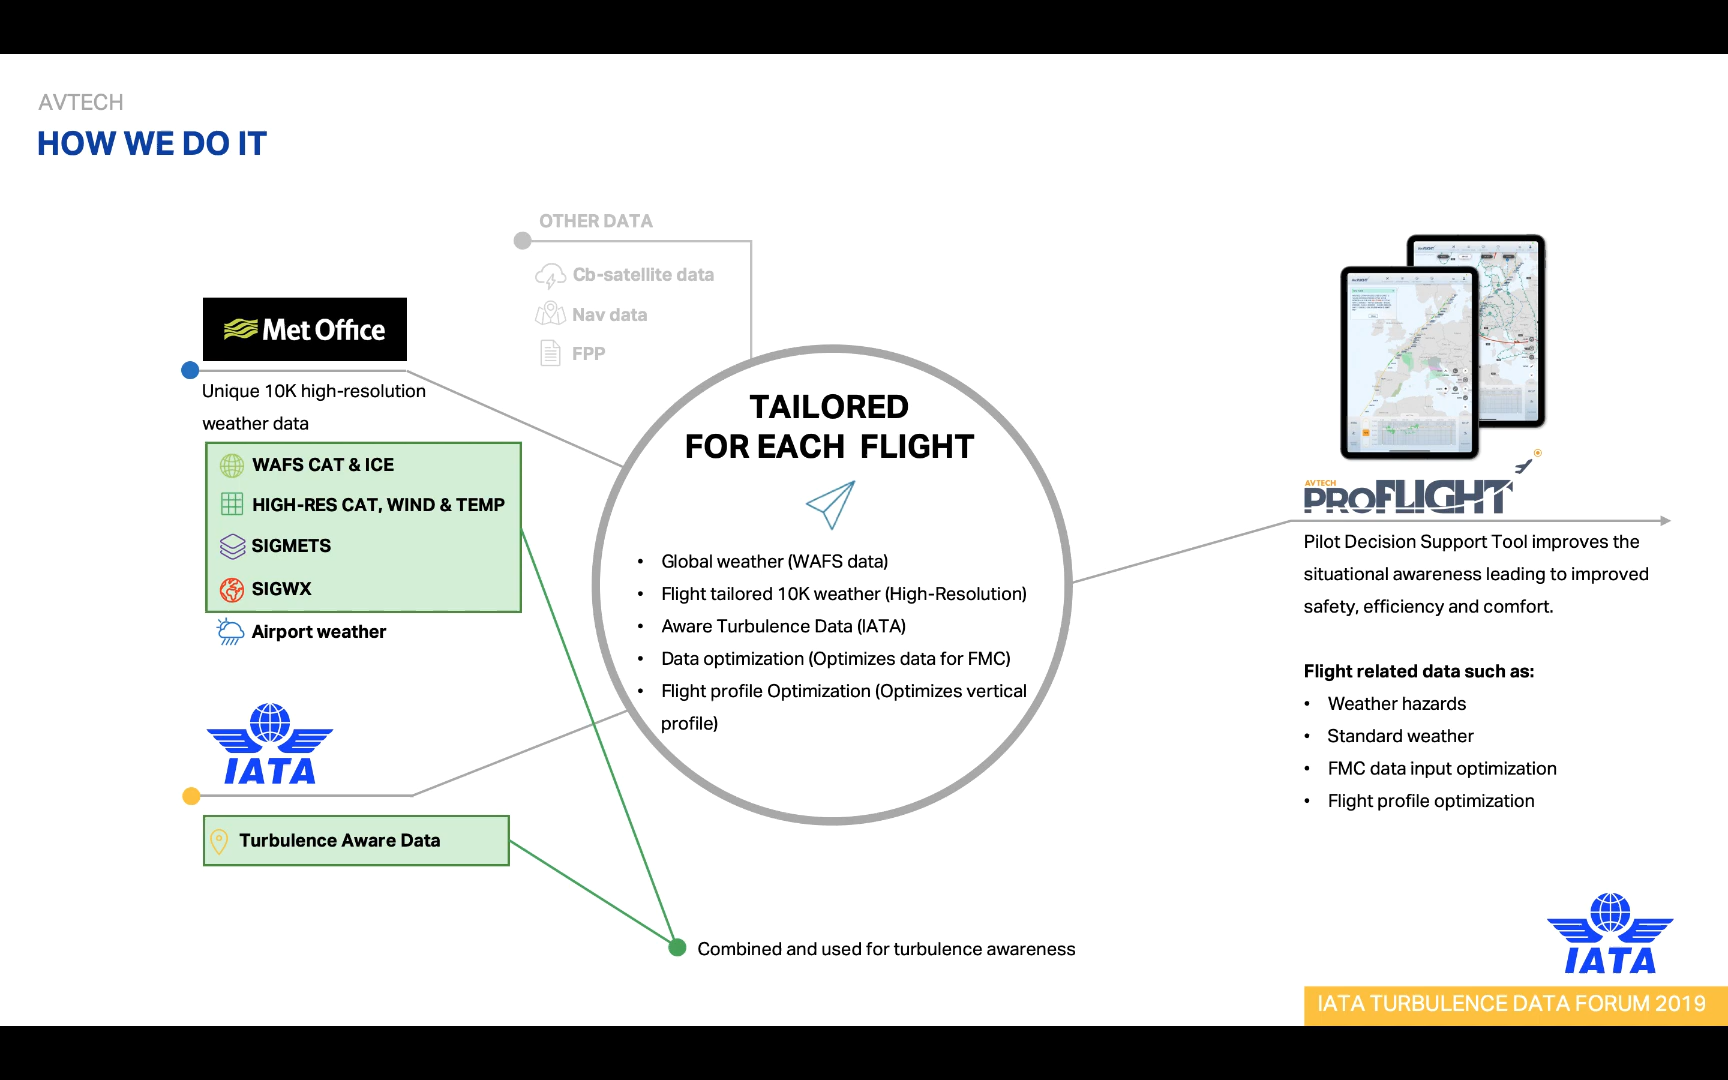 AVTECH
HOW WE DO IT
OTHER DATA
Cb-satellite data
Nav data
FPP
Met Office
Unique 10K high-resolution
weather data
WAFS CAT & ICE
HIGH-RES CAT, WIND & TEMP
SIGMETS
SIGWX
Airport weather
IATA
Turbulence Aware Data
TAILORED
FOR EACH FLIGHT
• Global weather (WAFS data)
• Flight tailored 10K weather (High-Resolution)
• Aware Turbulence Data (IATA)
• Data optimization (Optimizes data for FMC)
• Flight profile Optimization (Optimizes vertical
profile)
Combined and used for turbulence awareness
AVTECH
PROFLIGHT
Pilot Decision Support Tool improves the
situational awareness leading to improved
safety, efficiency and comfort.
Flight related data such as:
• Weather hazards
• Standard weather
• FMC data input optimization
• Flight profile optimization
IATA
IATA TURBULENCE DATA FORUM 2019